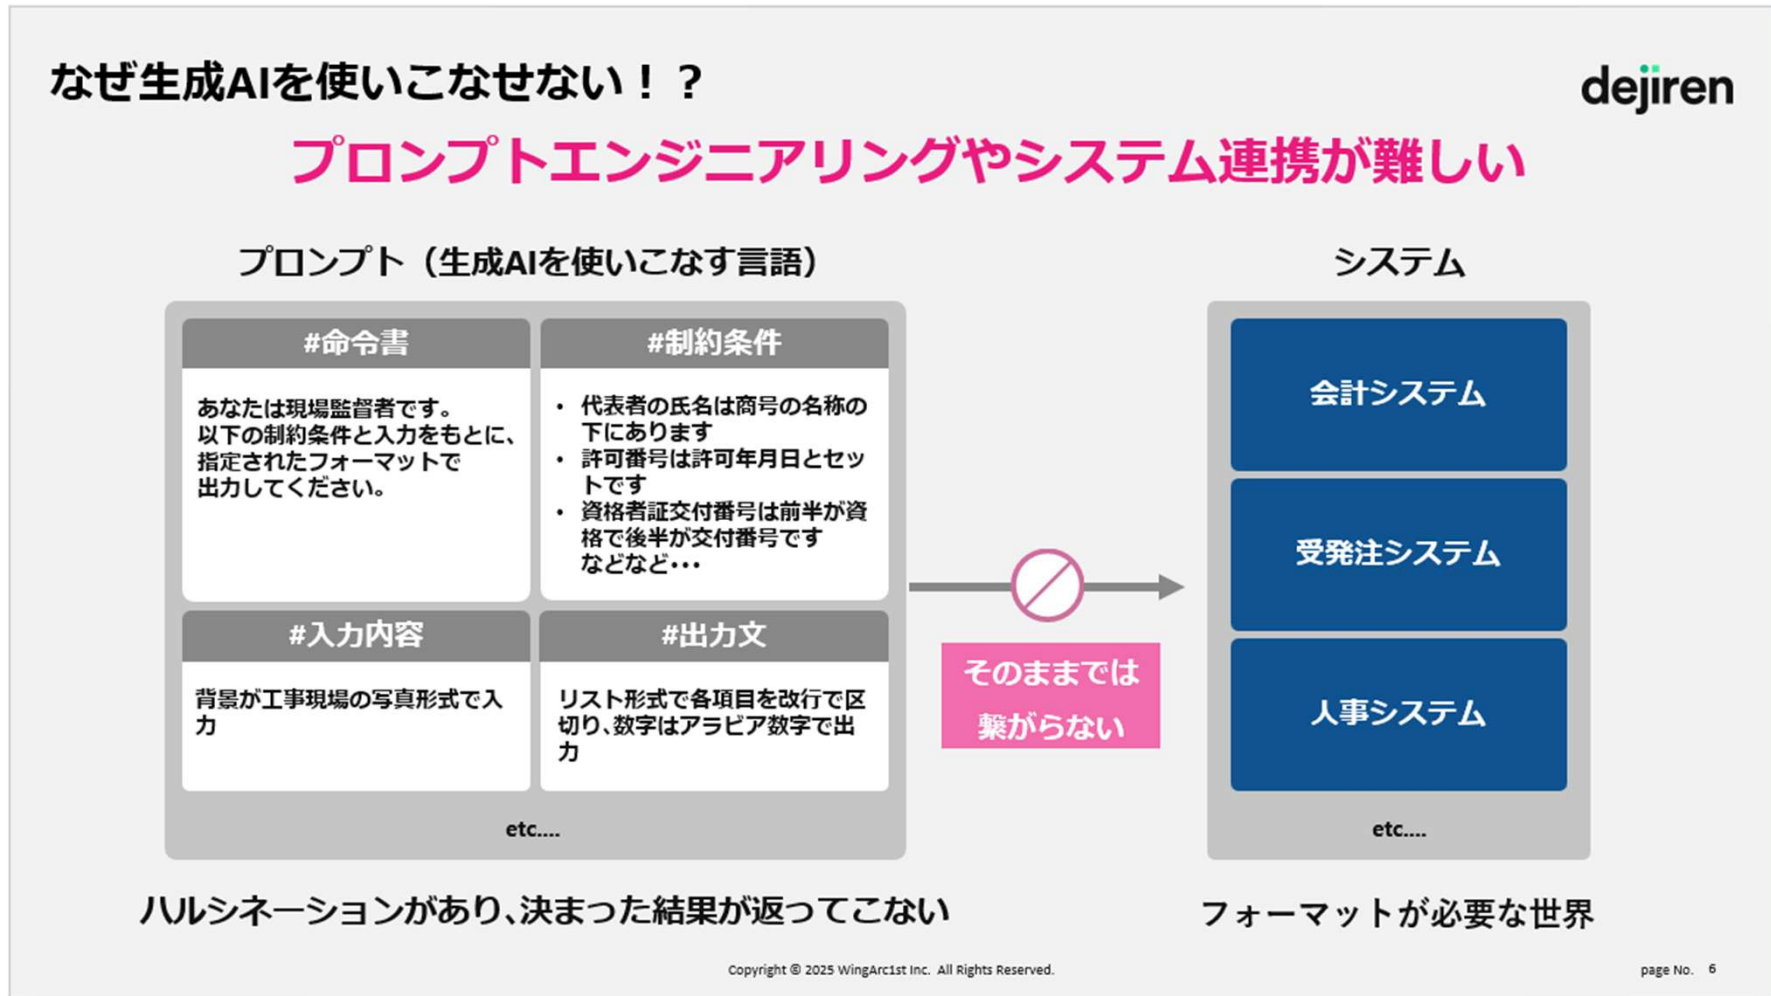 なぜ生成AIを使いこなせない！？
dejiren
プロンプトエンジニアリングやシステム連携が難しい
プロンプト（生成AIを使いこなす言語）
#命令書
あなたは現場監督者です。
以下の制約条件と入力をもとに、
指定されたフォーマットで
出力してください。
#制約条件
• 代表者の氏名は商号の名称の
下にあります
• 許可番号は許可年月日とセッ
トです
• 資格者証交付番号は前半が資
格で後半が交付番号です
などなど・・・
#入力内容
背景が工事現場の写真形式で入
力
#出力文
リスト形式で各項目を改行で区
切り、数字はアラビア数字で出
力
etc....
ハルシネーションがあり、決まった結果が返ってこない
そのままでは
繋がらない
システム
会計システム
受発注システム
人事システム
etc....
フォーマットが必要な世界
Copyright © 2025 WingArc1st Inc. All Rights Reserved.
page No. 6